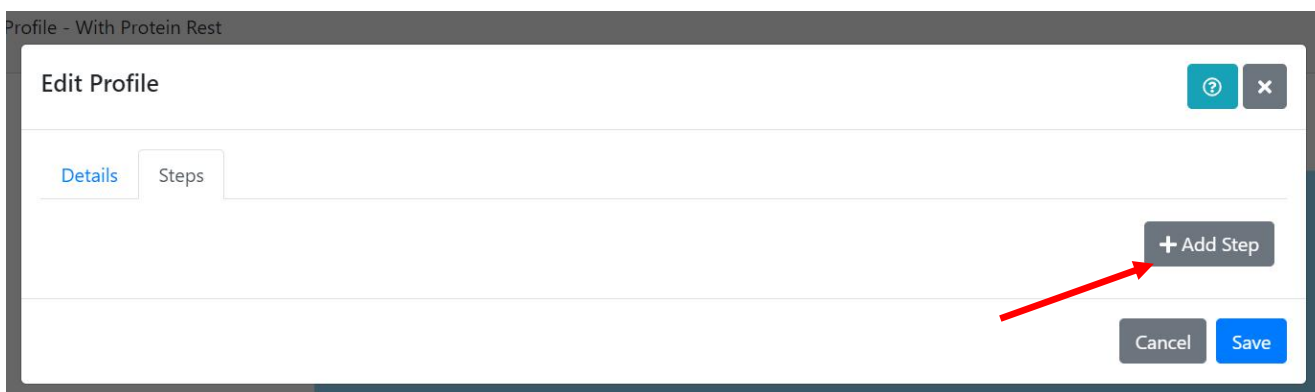 Profile - With Protein Rest
Edit Profile
Details Steps
+ Add Step
Cancel Save